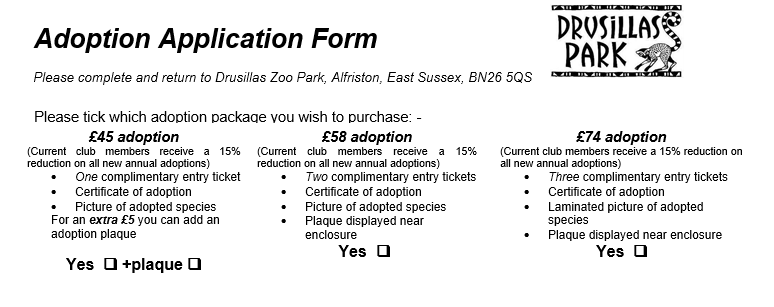 Adoption Application Form
DRUSILLAS
PARK
Please complete and return to Drusillas Zoo Park, Alfriston, East Sussex, BN26 5QS
Please tick which adoption package you wish to purchase: -
£45 adoption
(Current club members receive a 15%
reduction on all new annual adoptions)
• One complimentary entry ticket
• Certificate of adoption
• Picture of adopted species
For an extra £5 you can add an
adoption plaque
Yes ❑ +plaque ❑
£58 adoption
(Current club members receive a 15%
reduction on all new annual adoptions)
• Two complimentary entry tickets
• Certificate of adoption
• Picture of adopted species
• Plaque displayed near
enclosure
Yes ❑
£74 adoption
(Current club members receive a 15% reduction on
all new annual adoptions)
• Three complimentary entry tickets
• Certificate of adoption
• Laminated picture of adopted
species
• Plaque displayed near enclosure
Yes ❑